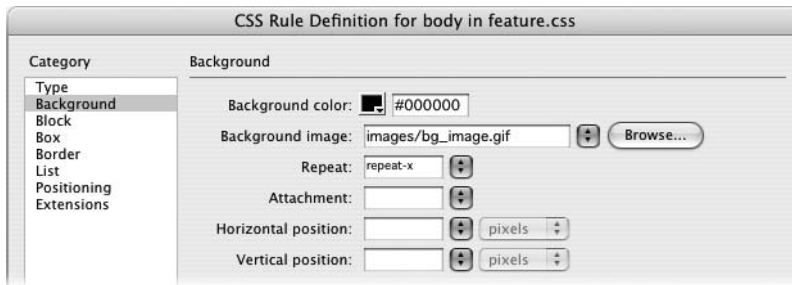 CSS Rule Definition for body in feature.css
Category
Type
Background
Block
Box
Border
List
Positioning
Extensions
Background
Background color: #000000
Background image: images/bg_image.gif Browse...
Repeat: repeat-x
Attachment:
Horizontal position: pixels
Vertical position: pixels